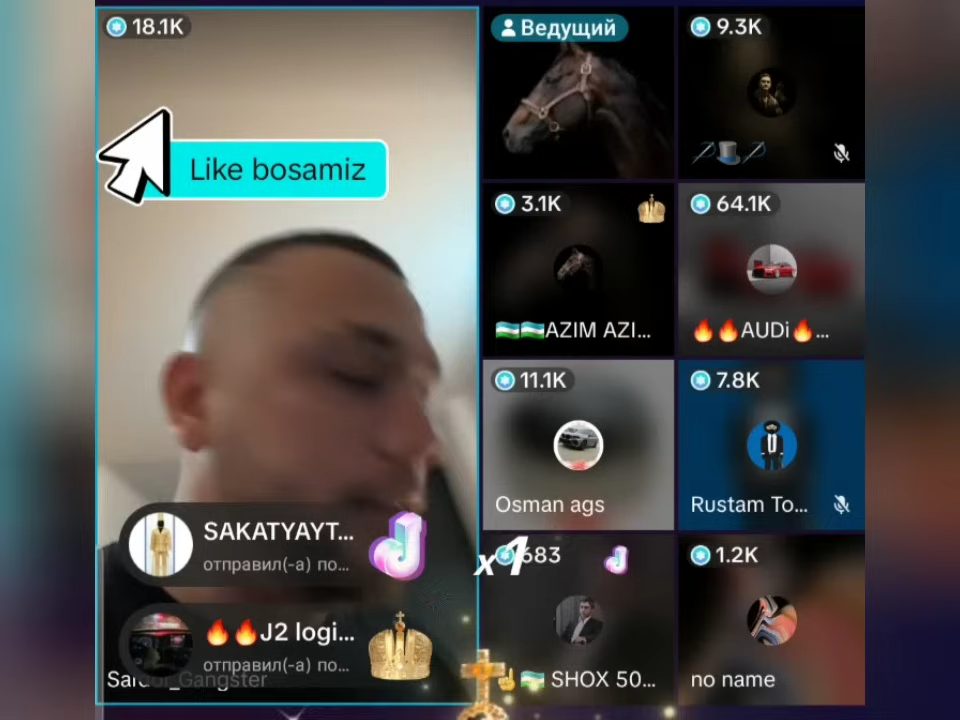 18.1K
Like bosamiz
Ведущий
9.3K
3.1K
AZIM AZI...
64.1K
AUDi...
11.1K
Osman ags
7.8K
Rustam To...
SAKATYAYT...
отправил(-а) по...
J2 logi...
отправил(-а) по...
x1
683
SHOX 50...
1.2K
no name